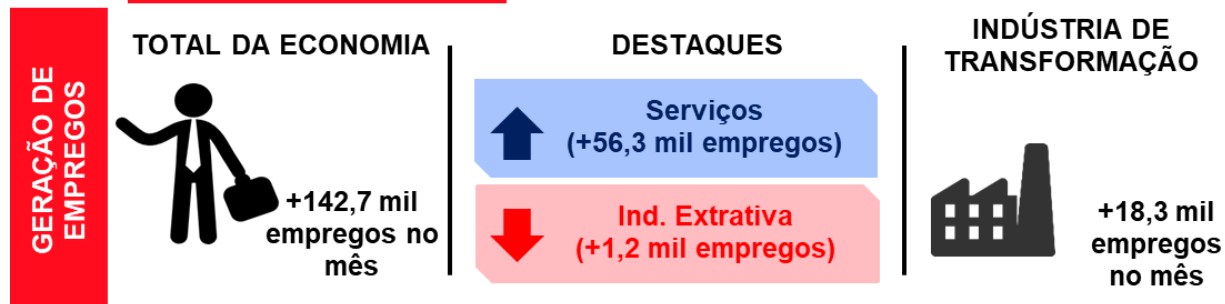 GERAÇÃO DE
EMPREGOS
TOTAL DA ECONOMIA
+142,7 mil
empregos no
mês
DESTAQUES
Serviços
(+56,3 mil empregos)
Ind. Extrativa
(+1,2 mil empregos)
INDÚSTRIA DE
TRANSFORMAÇÃO
+18,3 mil
empregos
no mês